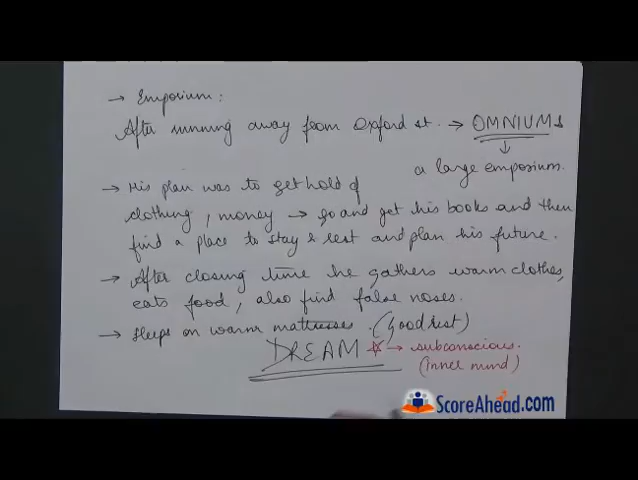 → Emporium :
After running away from Oxford st. → OMNIUMS
↓
a large emposium.
→ His plan was to get hold of
clothing, money → go and get his books and then
find a place to stay & rest and plan his future.
→ After closing time he gathers warm clothes,
eats food, also find false noses.
→ Sleeps on warm mattresses. (Good rest)
DREAM ☆ → subconscious.
(inner mind)
ScoreAhead.com